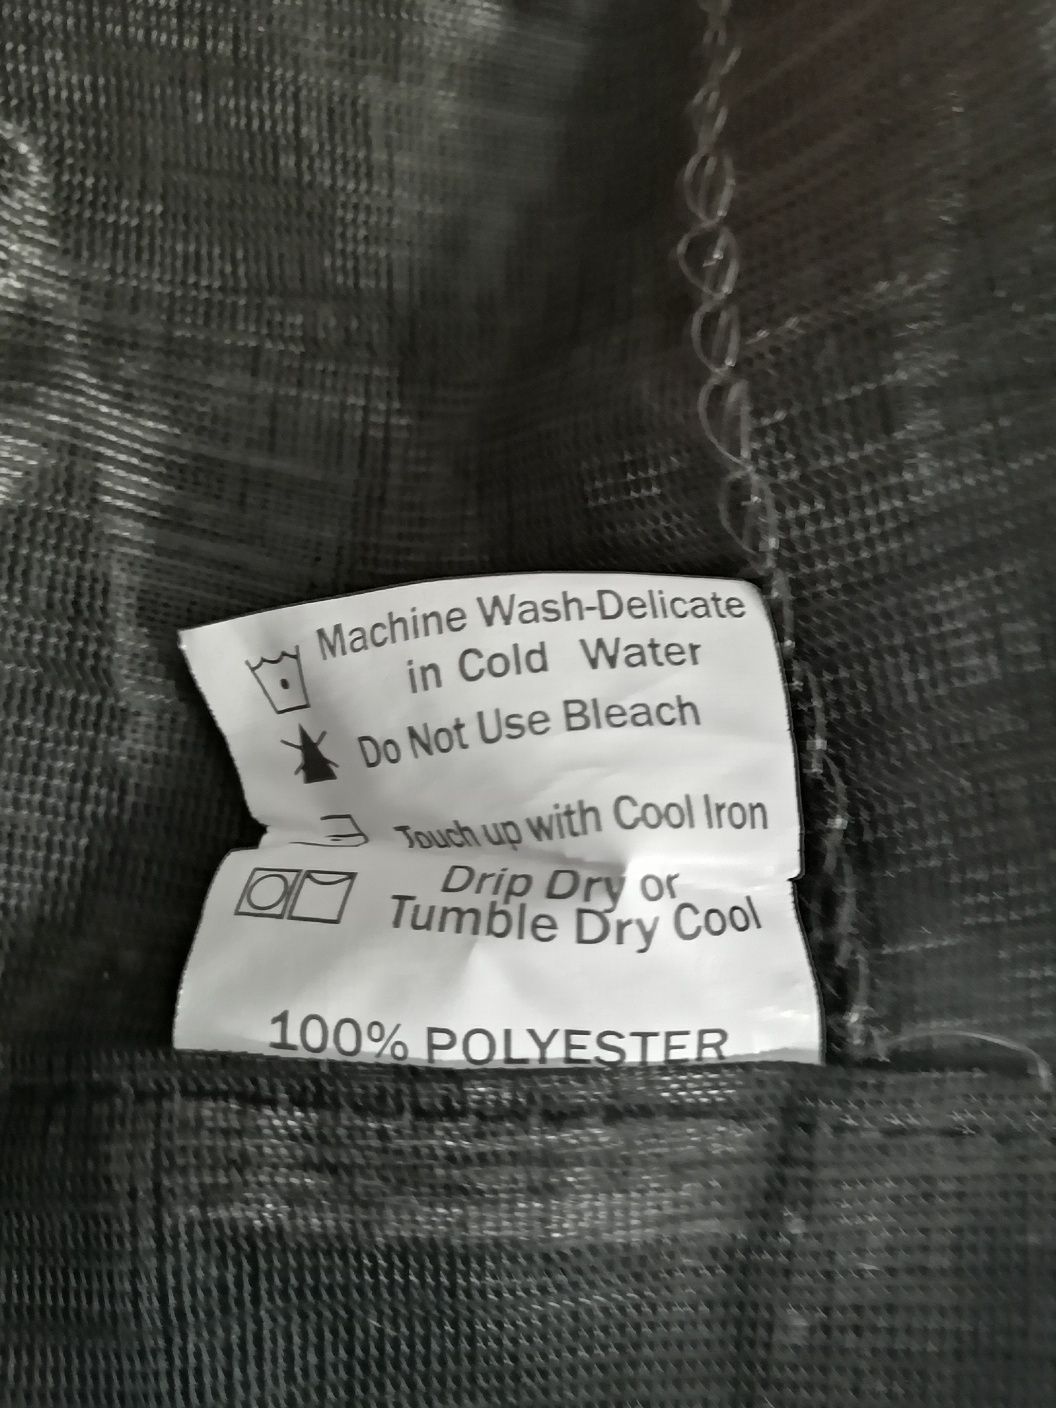 Machine Wash-Delicate
in Cold Water
Do Not Use Bleach
Touch up with Cool Iron
Drip Dry or
Tumble Dry Cool
100% POLYESTER